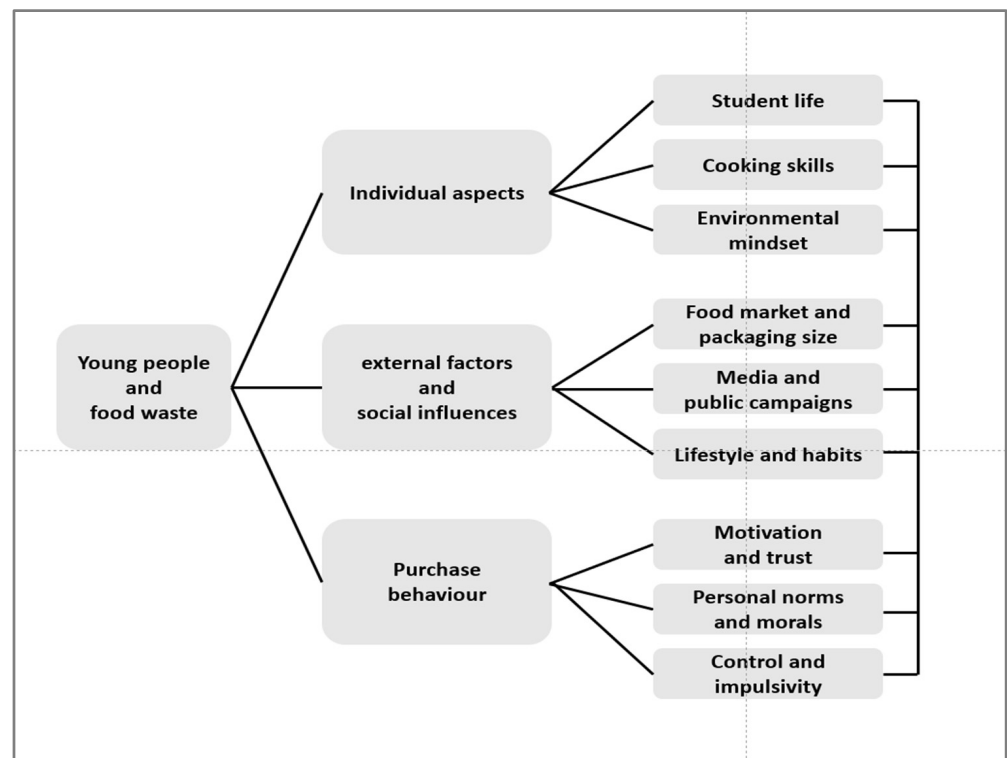 Young people
and
food waste
Individual aspects
external factors
and
social influences
Purchase
behaviour
Student life
Cooking skills
Environmental
mindset
Food market and
packaging size
Media and
public campaigns
Lifestyle and habits
Motivation
and trust
Personal norms
and morals
Control and
impulsivity